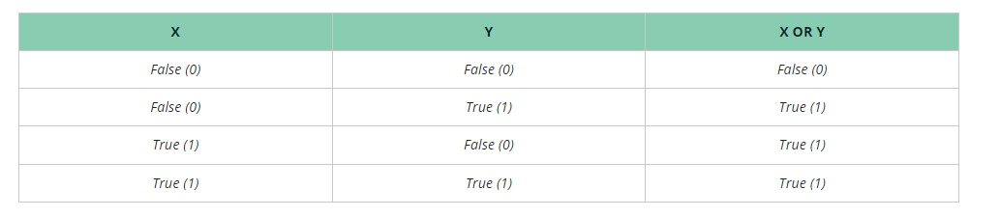 X Y X OR Y
False (0) False (0) False (0)
False (0) True (1) True (1)
True (1) False (0) True (1)
True (1) True (1) True (1)